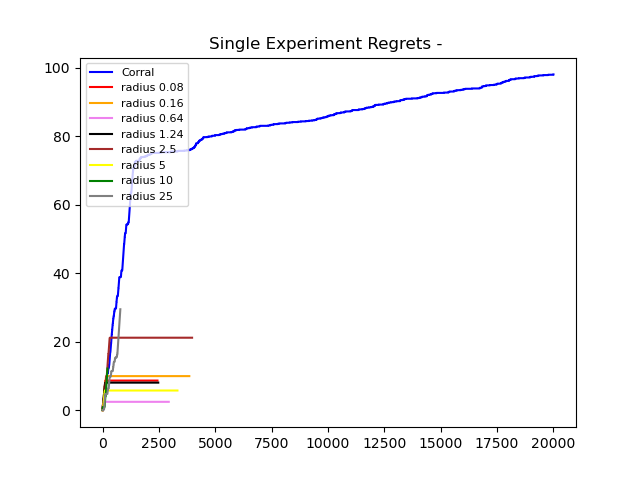 Single Experiment Regrets -
Corral
radius 0.08
radius 0.16
radius 0.64
radius 1.24
radius 2.5
radius 5
radius 10
radius 25
100
80
60
40
20
0
0 2500 5000 7500 10000 12500 15000 17500 20000